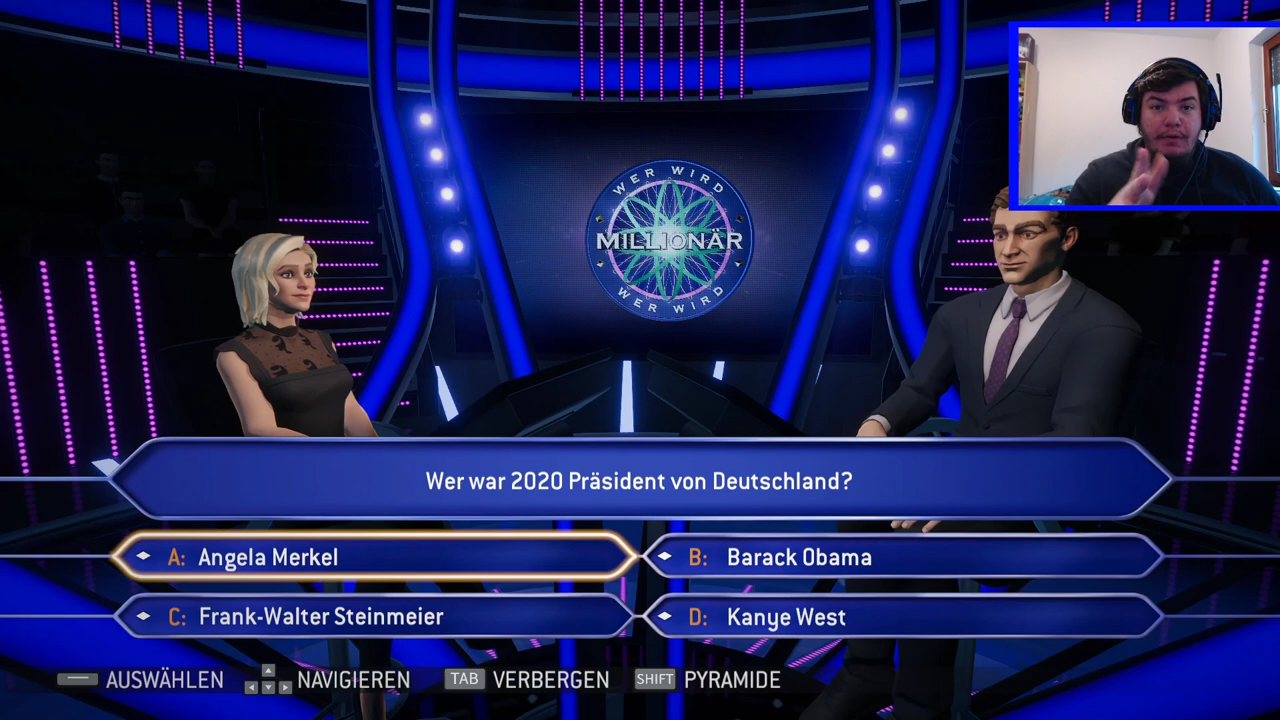 WER WIRD
MILLIONÄR
WER WIRD
Wer war 2020 Präsident von Deutschland?
A: Angela Merkel
B: Barack Obama
C: Frank-Walter Steinmeier
D: Kanye West
AUSWÄHLEN NAVIGIEREN TAB VERBERGEN SHIFT PYRAMIDE